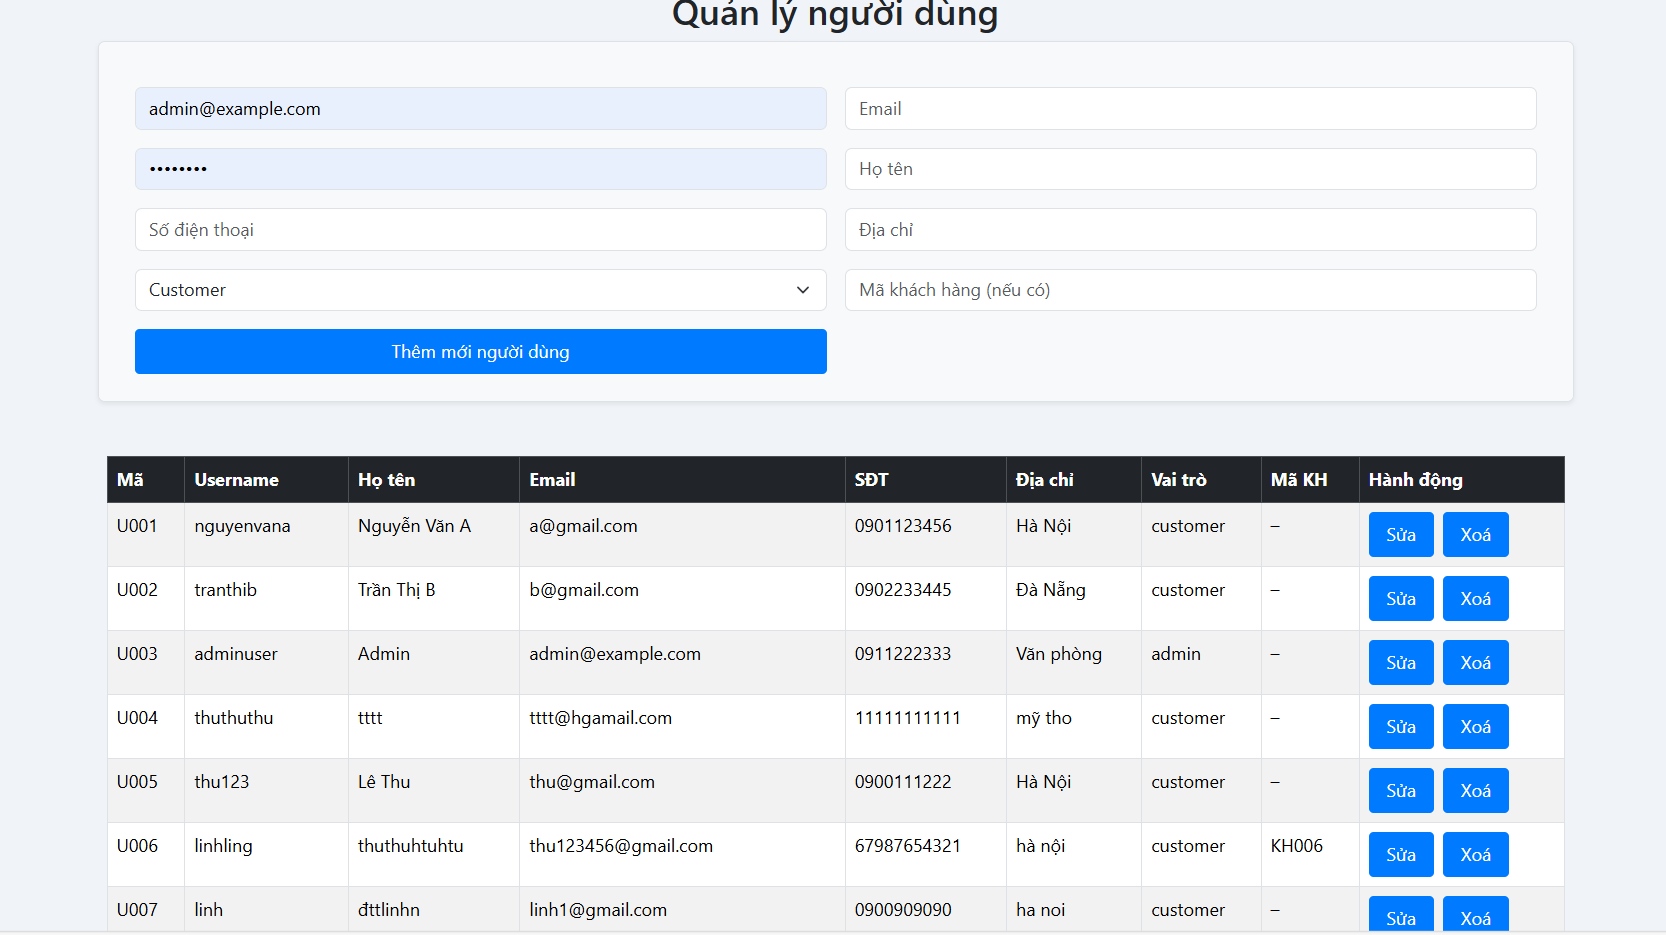 Quản lý người dùng
admin@example.com
Email
••••••••
Họ tên
Số điện thoại
Địa chỉ
Customer
Mã khách hàng (nếu có)
Thêm mới người dùng
Mã Username Họ tên Email SĐT Địa chỉ Vai trò Mã KH Hành động
U001 nguyenvana Nguyễn Văn A a@gmail.com 0901123456 Hà Nội customer – Sửa Xoá
U002 tranthib Trần Thị B b@gmail.com 0902233445 Đà Nẵng customer – Sửa Xoá
U003 adminuser Admin admin@example.com 0911222333 Văn phòng admin – Sửa Xoá
U004 thuthuthu tttt tttt@hgamail.com 11111111111 mỹ tho customer – Sửa Xoá
U005 thu123 Lê Thu thu@gmail.com 0900111222 Hà Nội customer – Sửa Xoá
U006 linhling thuthuhtuhtu thu123456@gmail.com 67987654321 hà nội customer KH006 Sửa Xoá
U007 linh đttlinhn linh1@gmail.com 0900909090 ha noi customer – Sửa Xoá